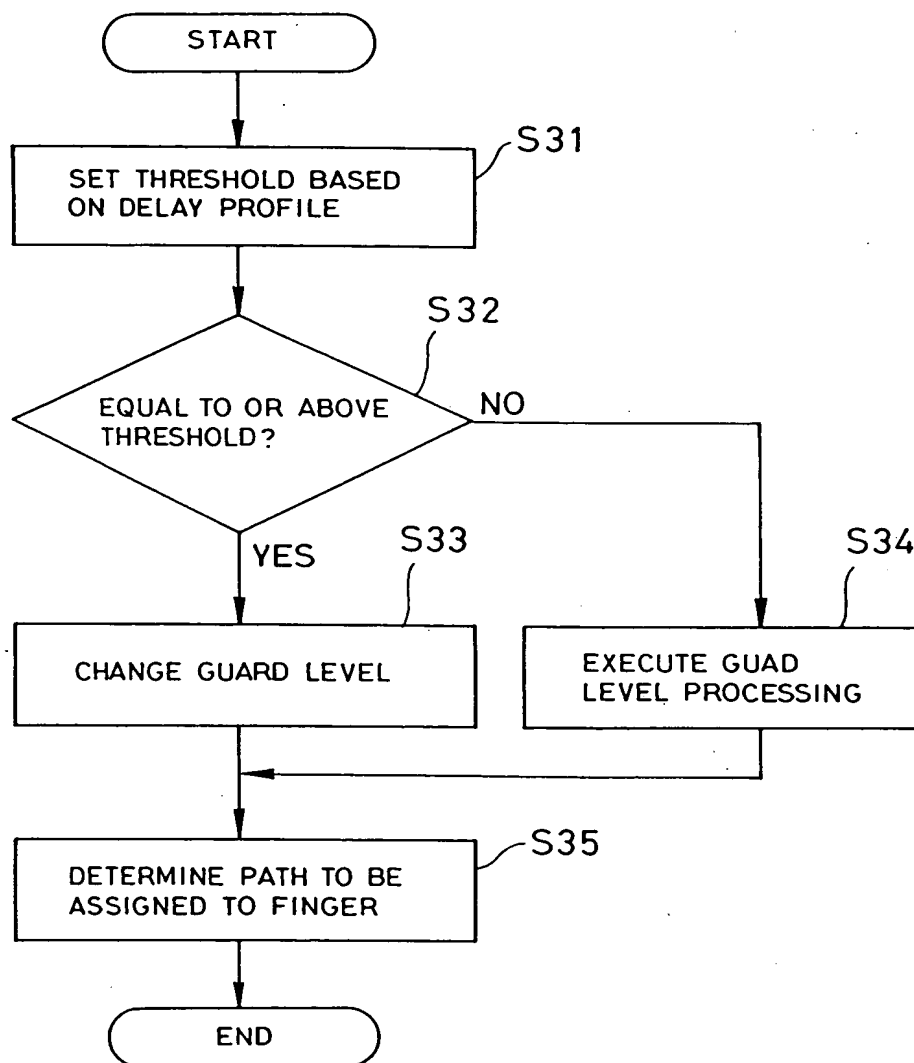 START
S31
SET THRESHOLD BASED
ON DELAY PROFILE
S32
EQUAL TO OR ABOVE
THRESHOLD?
NO
YES
S33
CHANGE GUARD LEVEL
S34
EXECUTE GUAD
LEVEL PROCESSING
S35
DETERMINE PATH TO BE
ASSIGNED TO FINGER
END